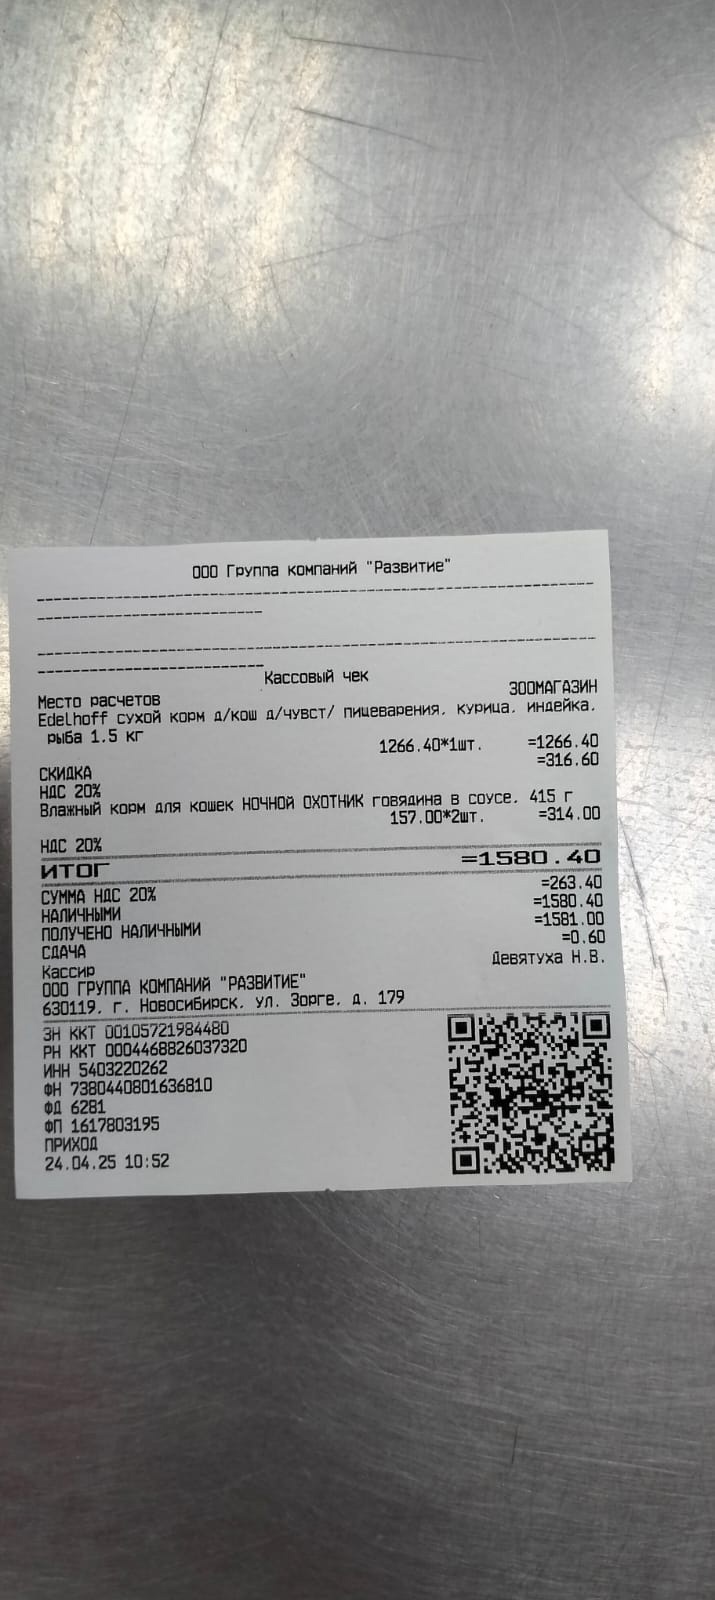 ООО Группа компаний "Развитие"
Кассовый чек
Место расчетов ЗООМАГАЗИН
Edelhoff сухой корм д/кош д/чувст/ пищеварения, курица, индейка,
рыба 1.5 кг
1266.40*1шт. =1266.40
СКИДКА =316.60
НДС 20%
Влажный корм для кошек НОЧНОЙ ОХОТНИК говядина в соусе, 415 г
157.00*2шт. =314.00
НДС 20%
ИТОГ =1580.40
СУММА НДС 20% =263.40
НАЛИЧНЫМИ =1580.40
ПОЛУЧЕНО НАЛИЧНЫМИ =1581.00
СДАЧА =0.60
Кассир Девятуха Н.В.
ООО ГРУППА КОМПАНИЙ "РАЗВИТИЕ"
630119, г. Новосибирск, ул. Зорге, д. 179
ЗН ККТ 00105721984480
РН ККТ 0004468826037320
ИНН 5403220262
ФН 7380440801636810
ФД 6281
ФП 1617803195
ПРИХОД
24.04.25 10:52